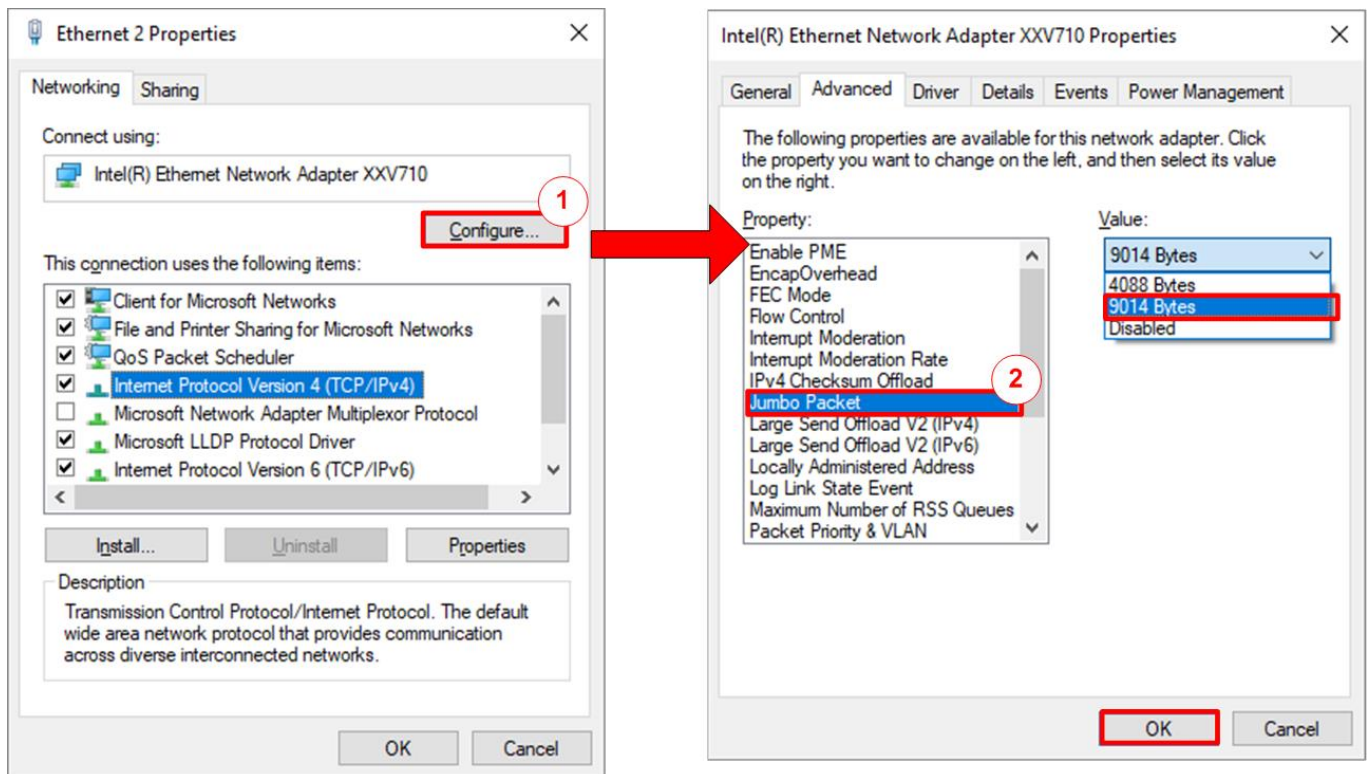 Ethernet 2 Properties
Networking Sharing
Connect using:
Intel(R) Ethernet Network Adapter XXV710
1
Configure...
This connection uses the following items:
Client for Microsoft Networks
File and Printer Sharing for Microsoft Networks
QoS Packet Scheduler
Internet Protocol Version 4 (TCP/IPv4)
Microsoft Network Adapter Multiplexor Protocol
Microsoft LLDP Protocol Driver
Internet Protocol Version 6 (TCP/IPv6)
Install... Uninstall Properties
Description
Transmission Control Protocol/Internet Protocol. The default
wide area network protocol that provides communication
across diverse interconnected networks.
OK Cancel
Intel(R) Ethernet Network Adapter XXV710 Properties
General Advanced Driver Details Events Power Management
The following properties are available for this network adapter. Click
the property you want to change on the left, and then select its value
on the right.
Property:
Enable PME
EncapOverhead
FEC Mode
Flow Control
Interrupt Moderation
Interrupt Moderation Rate
IPv4 Checksum Offload
2
Jumbo Packet
Large Send Offload V2 (IPv4)
Large Send Offload V2 (IPv6)
Locally Administered Address
Log Link State Event
Maximum Number of RSS Queues
Packet Priority & VLAN
Value:
9014 Bytes
4088 Bytes
9014 Bytes
Disabled
OK Cancel